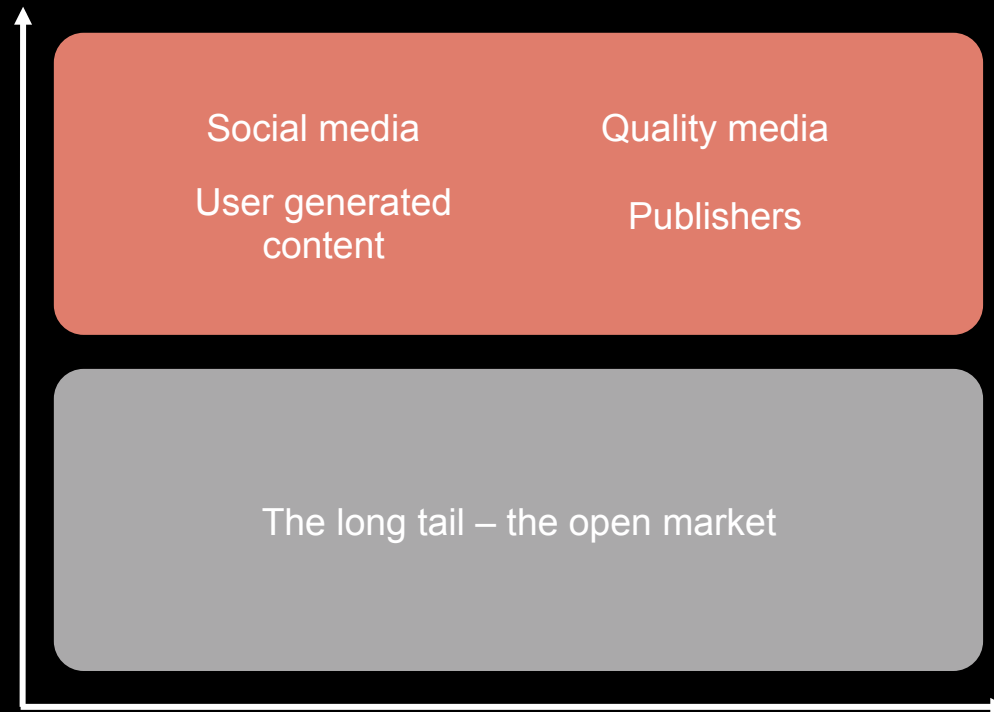 Social media
User generated
content
Quality media
Publishers
The long tail – the open market